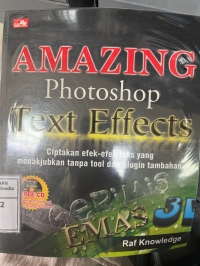 AMAZING
Photoshop
Text Effects
Ciptakan efek-efek teks yang
menakjubkan tanpa tool dan plugin tambahan
EMAS
3D
Raf Knowledge
2